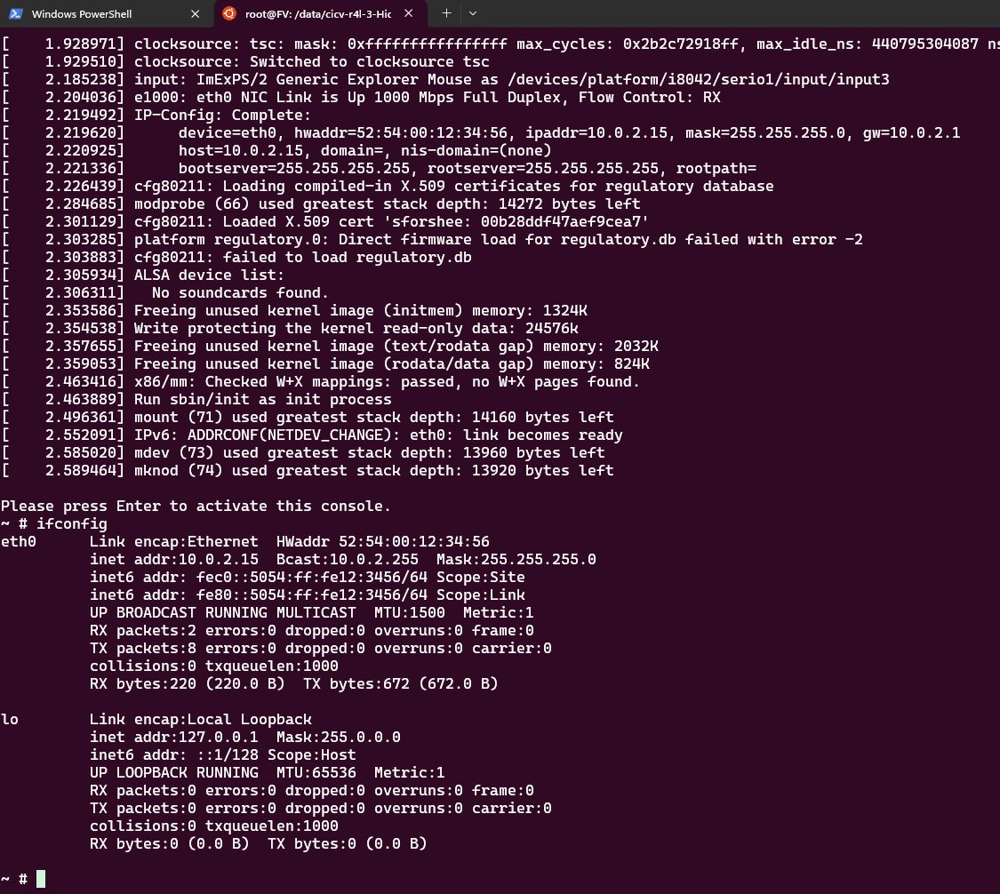 Windows PowerShell
root@FV: /data/cicv-r4l-3-Hic
[    1.928971] clocksource: tsc: mask: 0xffffffffffffffff max_cycles: 0x2b2c72918ff, max_idle_ns: 440795304087 ns
[    1.929510] clocksource: Switched to clocksource tsc
[    2.185238] input: ImExPS/2 Generic Explorer Mouse as /devices/platform/i8042/serio1/input/input3
[    2.204036] e1000: eth0 NIC Link is Up 1000 Mbps Full Duplex, Flow Control: RX
[    2.219492] IP-Config: Complete:
[    2.219620]      device=eth0, hwaddr=52:54:00:12:34:56, ipaddr=10.0.2.15, mask=255.255.255.0, gw=10.0.2.1
[    2.220925]      host=10.0.2.15, domain=, nis-domain=(none)
[    2.221336]      bootserver=255.255.255.255, rootserver=255.255.255.255, rootpath=
[    2.226439] cfg80211: Loading compiled-in X.509 certificates for regulatory database
[    2.284685] modprobe (66) used greatest stack depth: 14272 bytes left
[    2.301129] cfg80211: Loaded X.509 cert 'sforshee: 00b28ddf47aef9cea7'
[    2.303285] platform regulatory.0: Direct firmware load for regulatory.db failed with error -2
[    2.303883] cfg80211: failed to load regulatory.db
[    2.305934] ALSA device list:
[    2.306311]   No soundcards found.
[    2.353586] Freeing unused kernel image (initmem) memory: 1324K
[    2.354538] Write protecting the kernel read-only data: 24576k
[    2.357655] Freeing unused kernel image (text/rodata gap) memory: 2032K
[    2.359053] Freeing unused kernel image (rodata/data gap) memory: 824K
[    2.463416] x86/mm: Checked W+X mappings: passed, no W+X pages found.
[    2.463889] Run sbin/init as init process
[    2.496361] mount (71) used greatest stack depth: 14160 bytes left
[    2.552091] IPv6: ADDRCONF(NETDEV_CHANGE): eth0: link becomes ready
[    2.585020] mdev (73) used greatest stack depth: 13960 bytes left
[    2.589464] mknod (74) used greatest stack depth: 13920 bytes left
Please press Enter to activate this console.
~ # ifconfig
eth0      Link encap:Ethernet  HWaddr 52:54:00:12:34:56
          inet addr:10.0.2.15  Bcast:10.0.2.255  Mask:255.255.255.0
          inet6 addr: fec0::5054:ff:fe12:3456/64 Scope:Site
          inet6 addr: fe80::5054:ff:fe12:3456/64 Scope:Link
          UP BROADCAST RUNNING MULTICAST  MTU:1500  Metric:1
          RX packets:2 errors:0 dropped:0 overruns:0 frame:0
          TX packets:8 errors:0 dropped:0 overruns:0 carrier:0
          collisions:0 txqueuelen:1000
          RX bytes:220 (220.0 B)  TX bytes:672 (672.0 B)
lo        Link encap:Local Loopback
          inet addr:127.0.0.1  Mask:255.0.0.0
          inet6 addr: ::1/128 Scope:Host
          UP LOOPBACK RUNNING  MTU:65536  Metric:1
          RX packets:0 errors:0 dropped:0 overruns:0 frame:0
          TX packets:0 errors:0 dropped:0 overruns:0 carrier:0
          collisions:0 txqueuelen:1000
          RX bytes:0 (0.0 B)  TX bytes:0 (0.0 B)
~ #